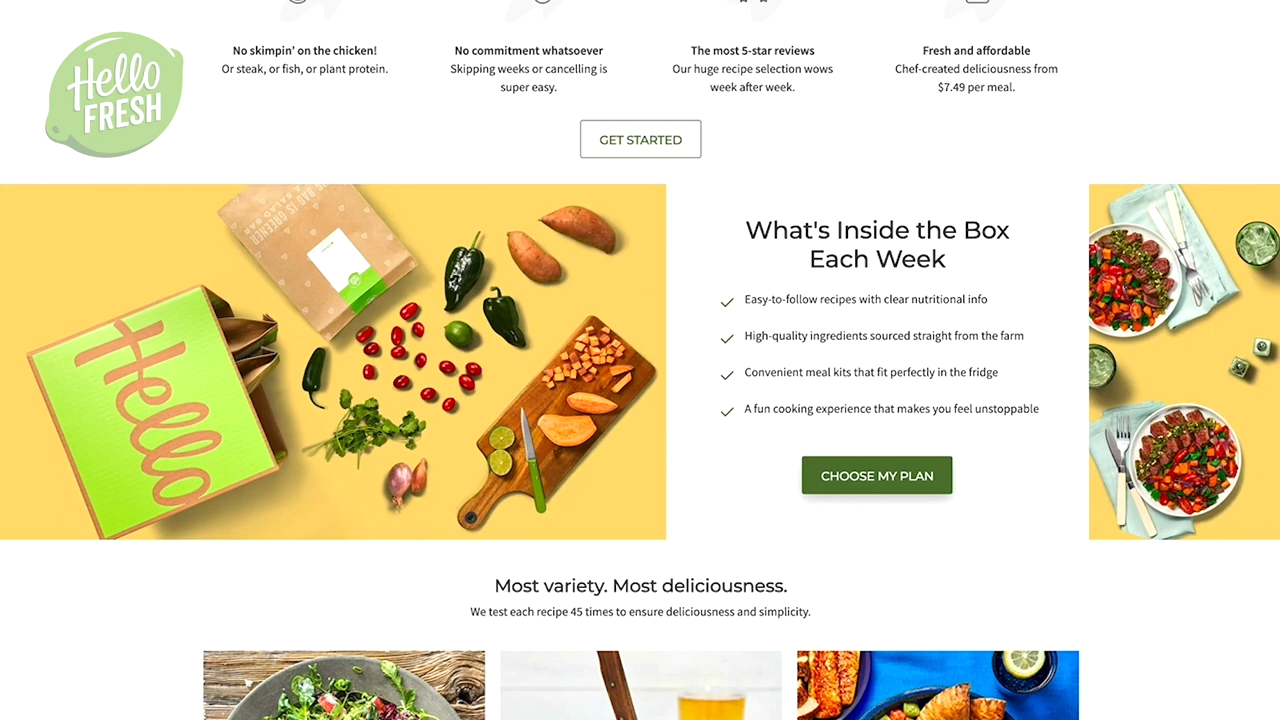 Hello
FRESH
No skimpin' on the chicken!
Or steak, or fish, or plant protein.
No commitment whatsoever
Skipping weeks or cancelling is
super easy.
The most 5-star reviews
Our huge recipe selection wows
week after week.
Fresh and affordable
Chef-created deliciousness from
$7.49 per meal.
GET STARTED
Hello
What's Inside the Box
Each Week
Easy-to-follow recipes with clear nutritional info
High-quality ingredients sourced straight from the farm
Convenient meal kits that fit perfectly in the fridge
A fun cooking experience that makes you feel unstoppable
CHOOSE MY PLAN
Most variety. Most deliciousness.
We test each recipe 45 times to ensure deliciousness and simplicity.